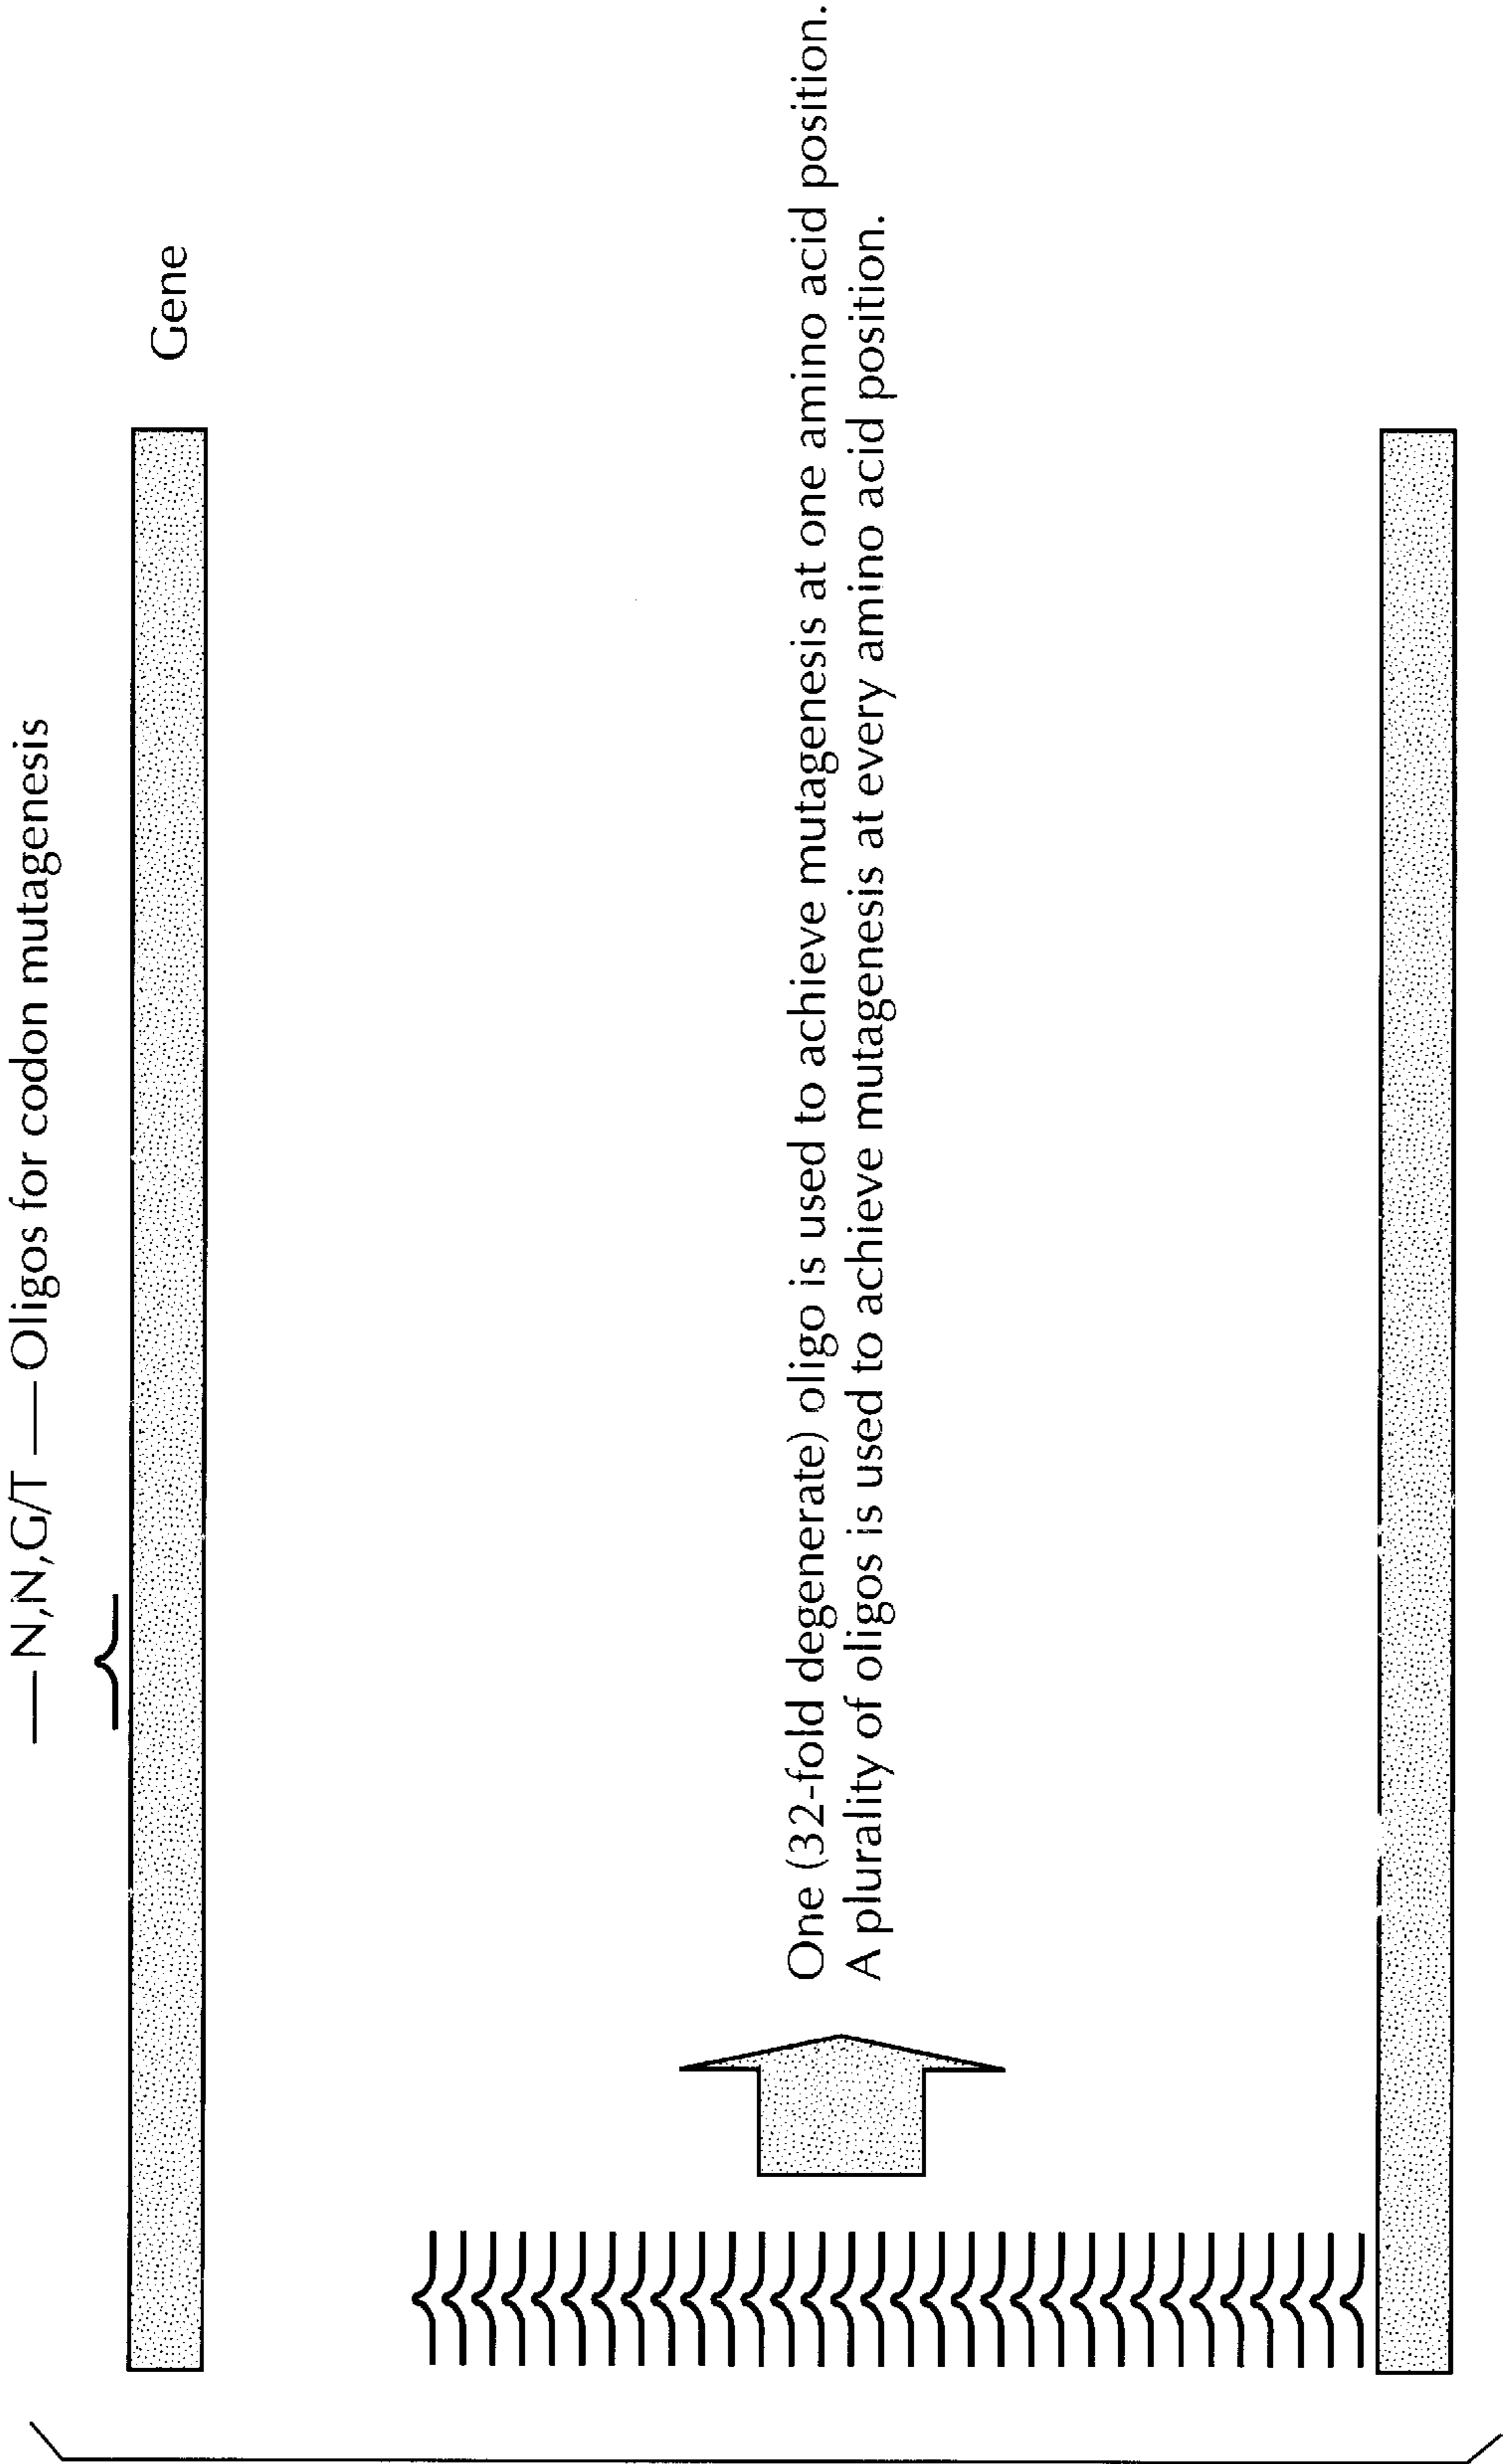 — N,N,G/T — Oligos for codon mutagenesis
Gene
One (32-fold degenerate) oligo is used to achieve mutagenesis at one amino acid position.
A plurality of oligos is used to achieve mutagenesis at every amino acid position.